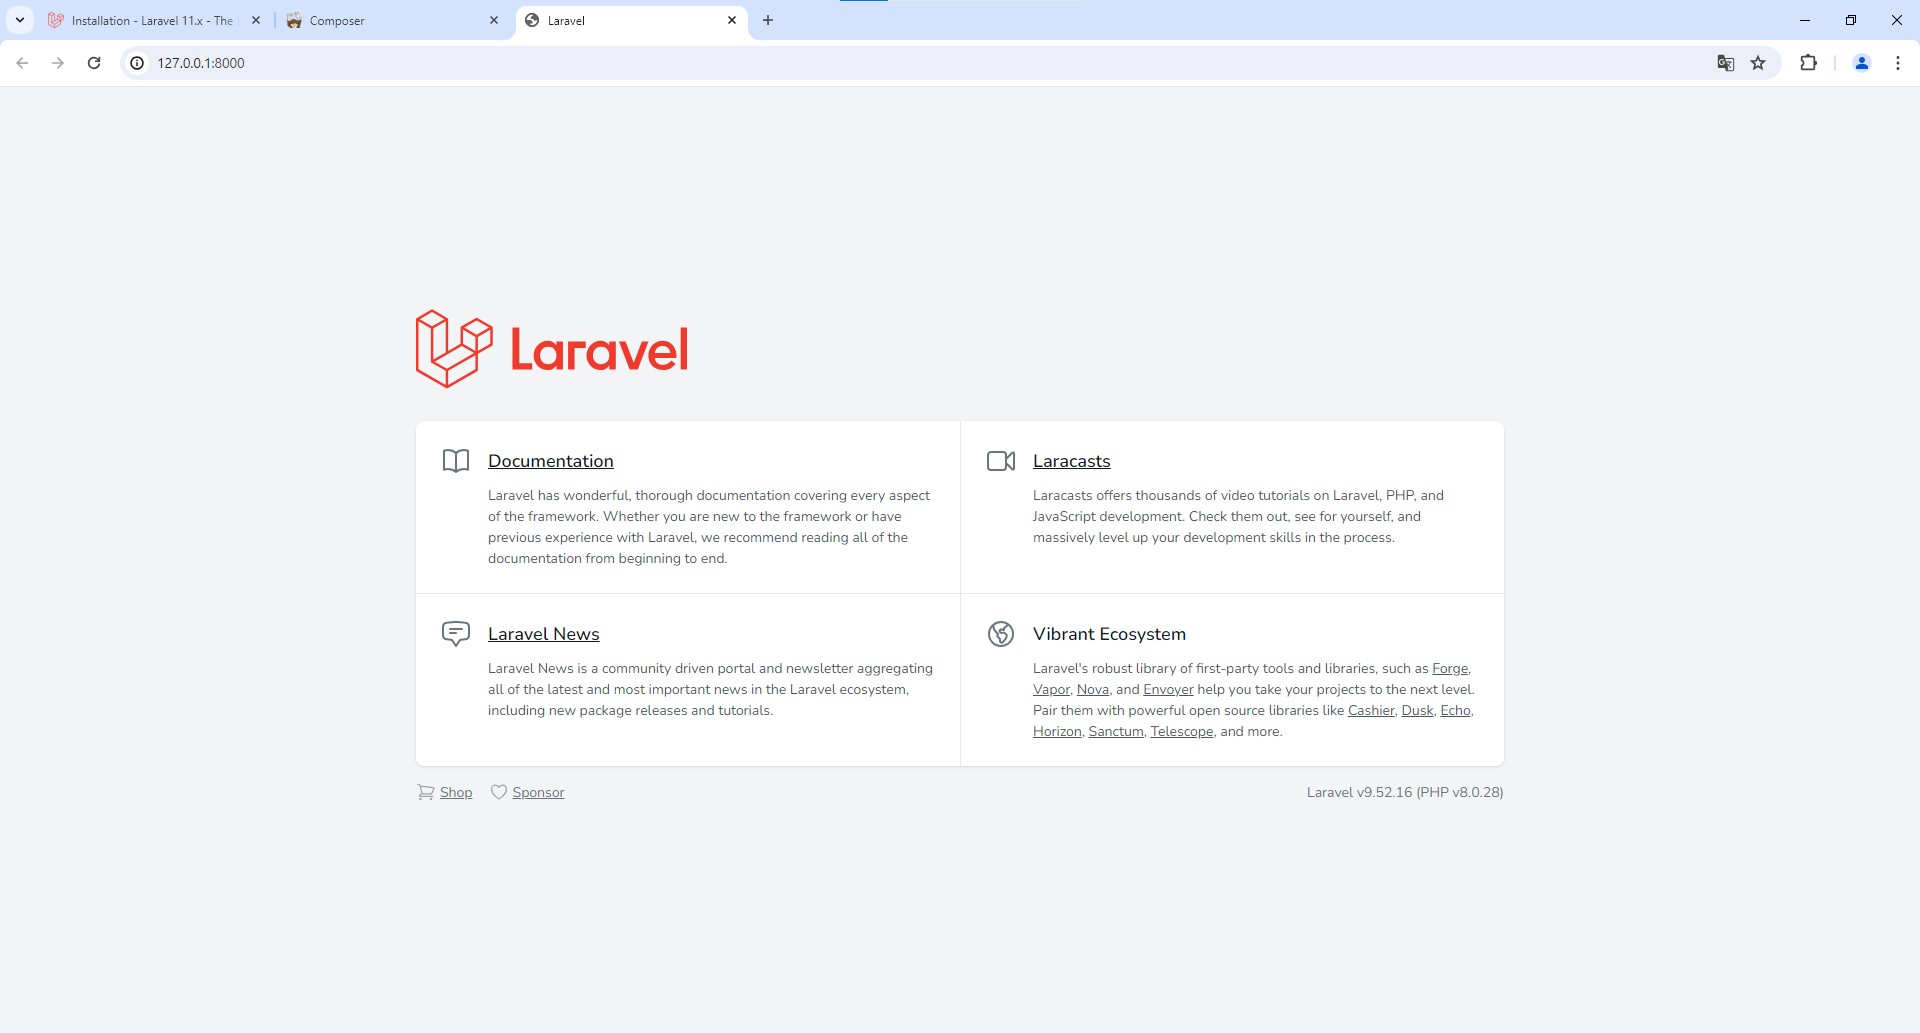 Installation - Laravel 11.x - The
Composer
Laravel
127.0.0.1:8000
Laravel
Documentation
Laravel has wonderful, thorough documentation covering every aspect
of the framework. Whether you are new to the framework or have
previous experience with Laravel, we recommend reading all of the
documentation from beginning to end.
Laracasts
Laracasts offers thousands of video tutorials on Laravel, PHP, and
JavaScript development. Check them out, see for yourself, and
massively level up your development skills in the process.
Laravel News
Laravel News is a community driven portal and newsletter aggregating
all of the latest and most important news in the Laravel ecosystem,
including new package releases and tutorials.
Vibrant Ecosystem
Laravel's robust library of first-party tools and libraries, such as Forge,
Vapor, Nova, and Envoyer help you take your projects to the next level.
Pair them with powerful open source libraries like Cashier, Dusk, Echo,
Horizon, Sanctum, Telescope, and more.
Shop
Sponsor
Laravel v9.52.16 (PHP v8.0.28)